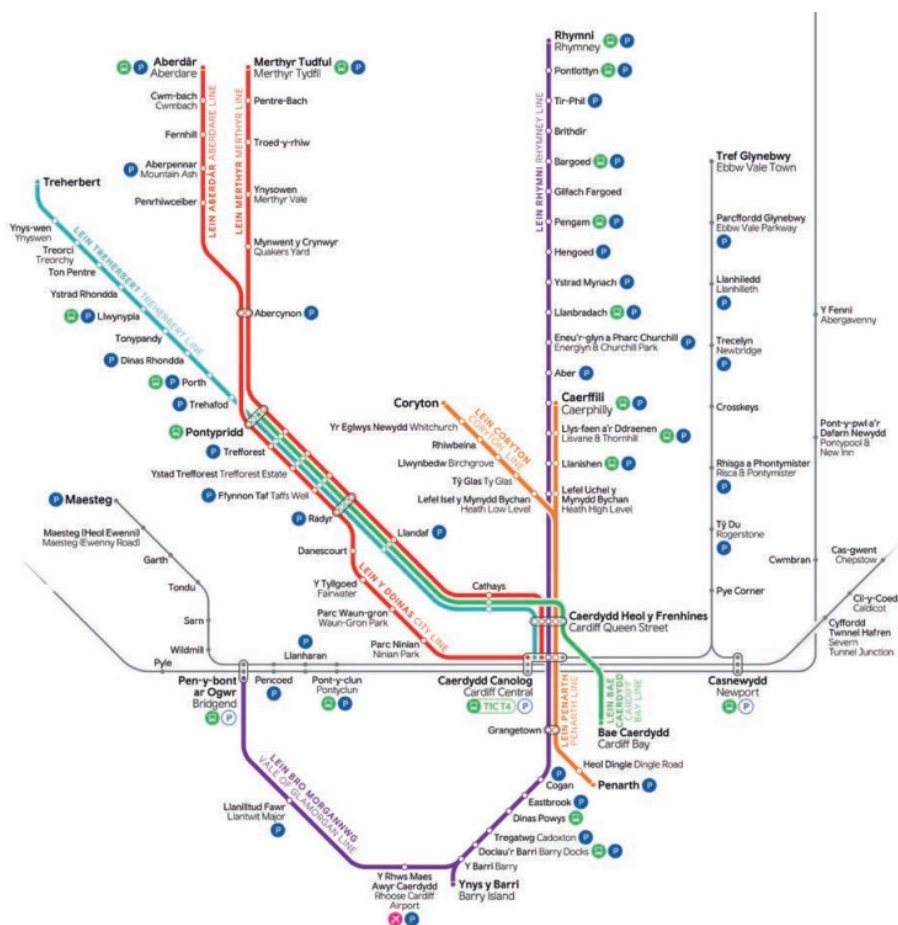 Aberdâr
Aberdare
Cwm-bach
Cwmbach
Fernhill
Aberpennar
Mountain Ash
Penrhiwceiber
LEIN ABERDÂR ABERDARE LINE
Merthyr Tudful
Merthyr Tydfil
Pentre-Bach
Troed-y-rhiw
Ynysowen
Merthyr Vale
Mynwent y Crynwyr
Quakers Yard
LEIN MERTHYR MERTHYR LINE
Abercynon
Treherbert
Ynys-wen
Ynyswen
Treorci
Treorchy
Ton Pentre
Ystrad Rhondda
Llwynypia
Tonypandy
Dinas Rhondda
Porth
Trehafod
LEIN TREHERBERT TREHERBERT LINE
Pontypridd
Trefforest
Ystad Trefforest Trefforest Estate
Ffynnon Taf Taffs Well
Radyr
Llandaf
Cathays
Danescourt
Y Tyllgoed
Fairwater
Parc Waun-gron
Waun-Gron Park
Parc Ninian
Ninian Park
LEIN Y DDINAS CITY LINE
Rhymni
Rhymney
Pontlottyn
Tir-Phil
Brithdir
Bargoed
Gilfach Fargoed
Pengam
Hengoed
Ystrad Mynach
Llanbradach
Eneu'r-glyn a Pharc Churchill
Energlyn & Churchill Park
Aber
LEIN RHYMNI RHYMNEY LINE
Caerffili
Caerphilly
Llys-faen a'r Ddraenen
Lisvane & Thornhill
Llanishen
Lefel Uchel y
Mynydd Bychan
Heath High Level
Coryton
Yr Eglwys Newydd Whitchurch
Rhiwbeina
Llwynbedw Birchgrove
Tŷ Glas Ty Glas
Lefel Isel y Mynydd Bychan
Heath Low Level
LEIN CORYTON
CORYTON LINE
Tref Glynebwy
Ebbw Vale Town
Parcffordd Glynebwy
Ebbw Vale Parkway
Llanhiledd
Llanhilleth
Trecelyn
Newbridge
Crosskeys
Rhisga a Phontymister
Risca & Pontymister
Tŷ Du
Rogerstone
Pye Corner
Y Fenni
Abergavenny
Pont-y-pŵl a'r
Dafarn Newydd
Pontypool &
New Inn
Cwmbran
Cas-gwent
Chepstow
Cil-y-Coed
Caldicot
Cyffordd
Twnnel Hafren
Severn
Tunnel Junction
Casnewydd
Newport
Maesteg
Maesteg (Heol Ewenni)
Maesteg (Ewenny Road)
Garth
Tondu
Sarn
Wildmill
Pyle
Pen-y-bont
ar Ogwr
Bridgend
Pencoed
Llanharan
Pont-y-clun
Pontyclun
Caerdydd Canolog
Cardiff Central
TIC T4
Caerdydd Heol y Frenhines
Cardiff Queen Street
LEIN BAE
CAERDYDD
CARDIFF
BAY LINE
Bae Caerdydd
Cardiff Bay
Grangetown
LEIN PENARTH
PENARTH LINE
Heol Dingle Dingle Road
Penarth
Cogan
Eastbrook
Dinas Powys
Tregatwg Cadoxton
Dociau'r Barri Barry Docks
Y Barri Barry
Ynys y Barri
Barry Island
Y Rhws Maes
Awyr Caerdydd
Rhoose Cardiff
Airport
Llanilltud Fawr
Llantwit Major
LEIN BRO MORGANNWG
VALE OF GLAMORGAN LINE